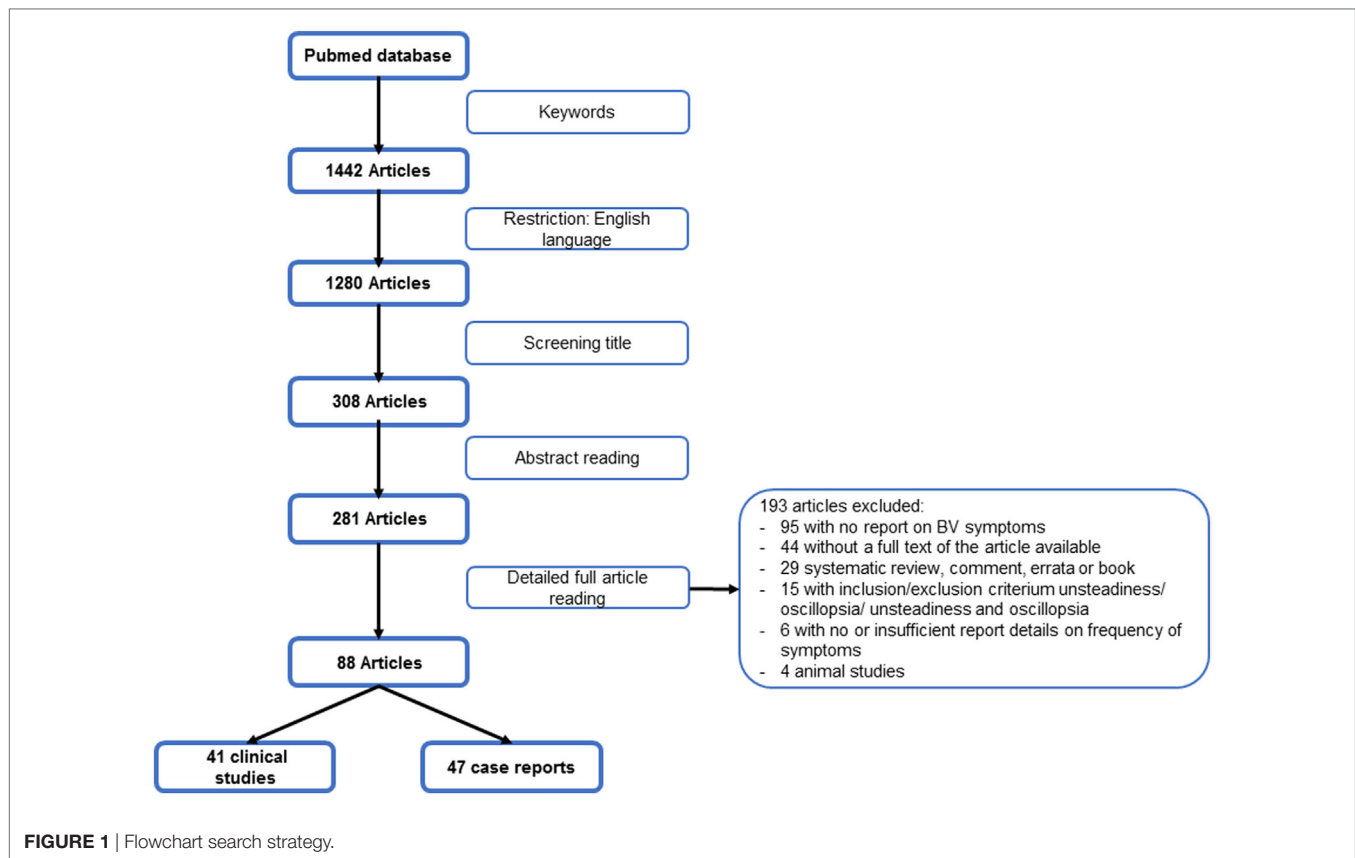 Pubmed database
Keywords
1442 Articles
Restriction: English
language
1280 Articles
Screening title
308 Articles
Abstract reading
281 Articles
Detailed full article
reading
193 articles excluded:
- 95 with no report on BV symptoms
- 44 without a full text of the article available
- 29 systematic review, comment, errata or book
- 15 with inclusion/exclusion criterium unsteadiness/
oscillopsia/ unsteadiness and oscillopsia
- 6 with no or insufficient report details on frequency of
symptoms
- 4 animal studies
88 Articles
41 clinical
studies
47 case reports
FIGURE 1 | Flowchart search strategy.